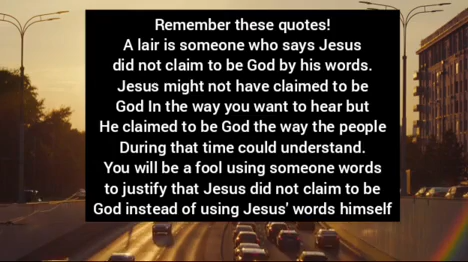 Remember these quotes!
A lair is someone who says Jesus
did not claim to be God by his words.
Jesus might not have claimed to be
God In the way you want to hear but
He claimed to be God the way the people
During that time could understand.
You will be a fool using someone words
to justify that Jesus did not claim to be
God instead of using Jesus' words himself